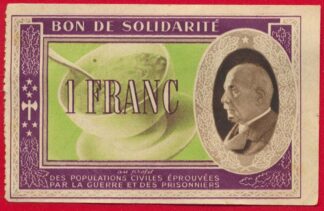 BON DE SOLIDARITÉ
1 FRANC
au profit
DES POPULATIONS CIVILES ÉPROUVÉES
PAR LA GUERRE ET DES PRISONNIERS